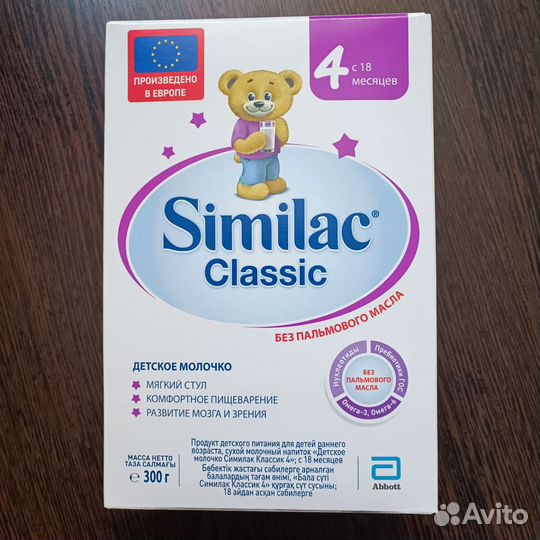 ПРОИЗВЕДЕНО
В ЕВРОПЕ
4 с 18
месяцев
Similac®
Classic
БЕЗ ПАЛЬМОВОГО МАСЛА
ДЕТСКОЕ МОЛОЧКО
МЯГКИЙ СТУЛ
КОМФОРТНОЕ ПИЩЕВАРЕНИЕ
РАЗВИТИЕ МОЗГА И ЗРЕНИЯ
Нуклеотиды
Пребиотики ГОС
БЕЗ
ПАЛЬМОВОГО
МАСЛА
Омега-3, Омега-6
МАССА НЕТТО
ТАЗА САЛМАҒЫ
℮ 300 г
Продукт детского питания для детей раннего
возраста, сухой молочный напиток «Детское
молочко Симилак Классик 4»; с 18 месяцев
Бөбектік жастағы сәбилерге арналған
балалардың тағам өнімі, «Бала сүті
Симилак Классик 4» құрғақ сүт сусыны;
18 айдан асқан сәбилерге
Abbott
Avito